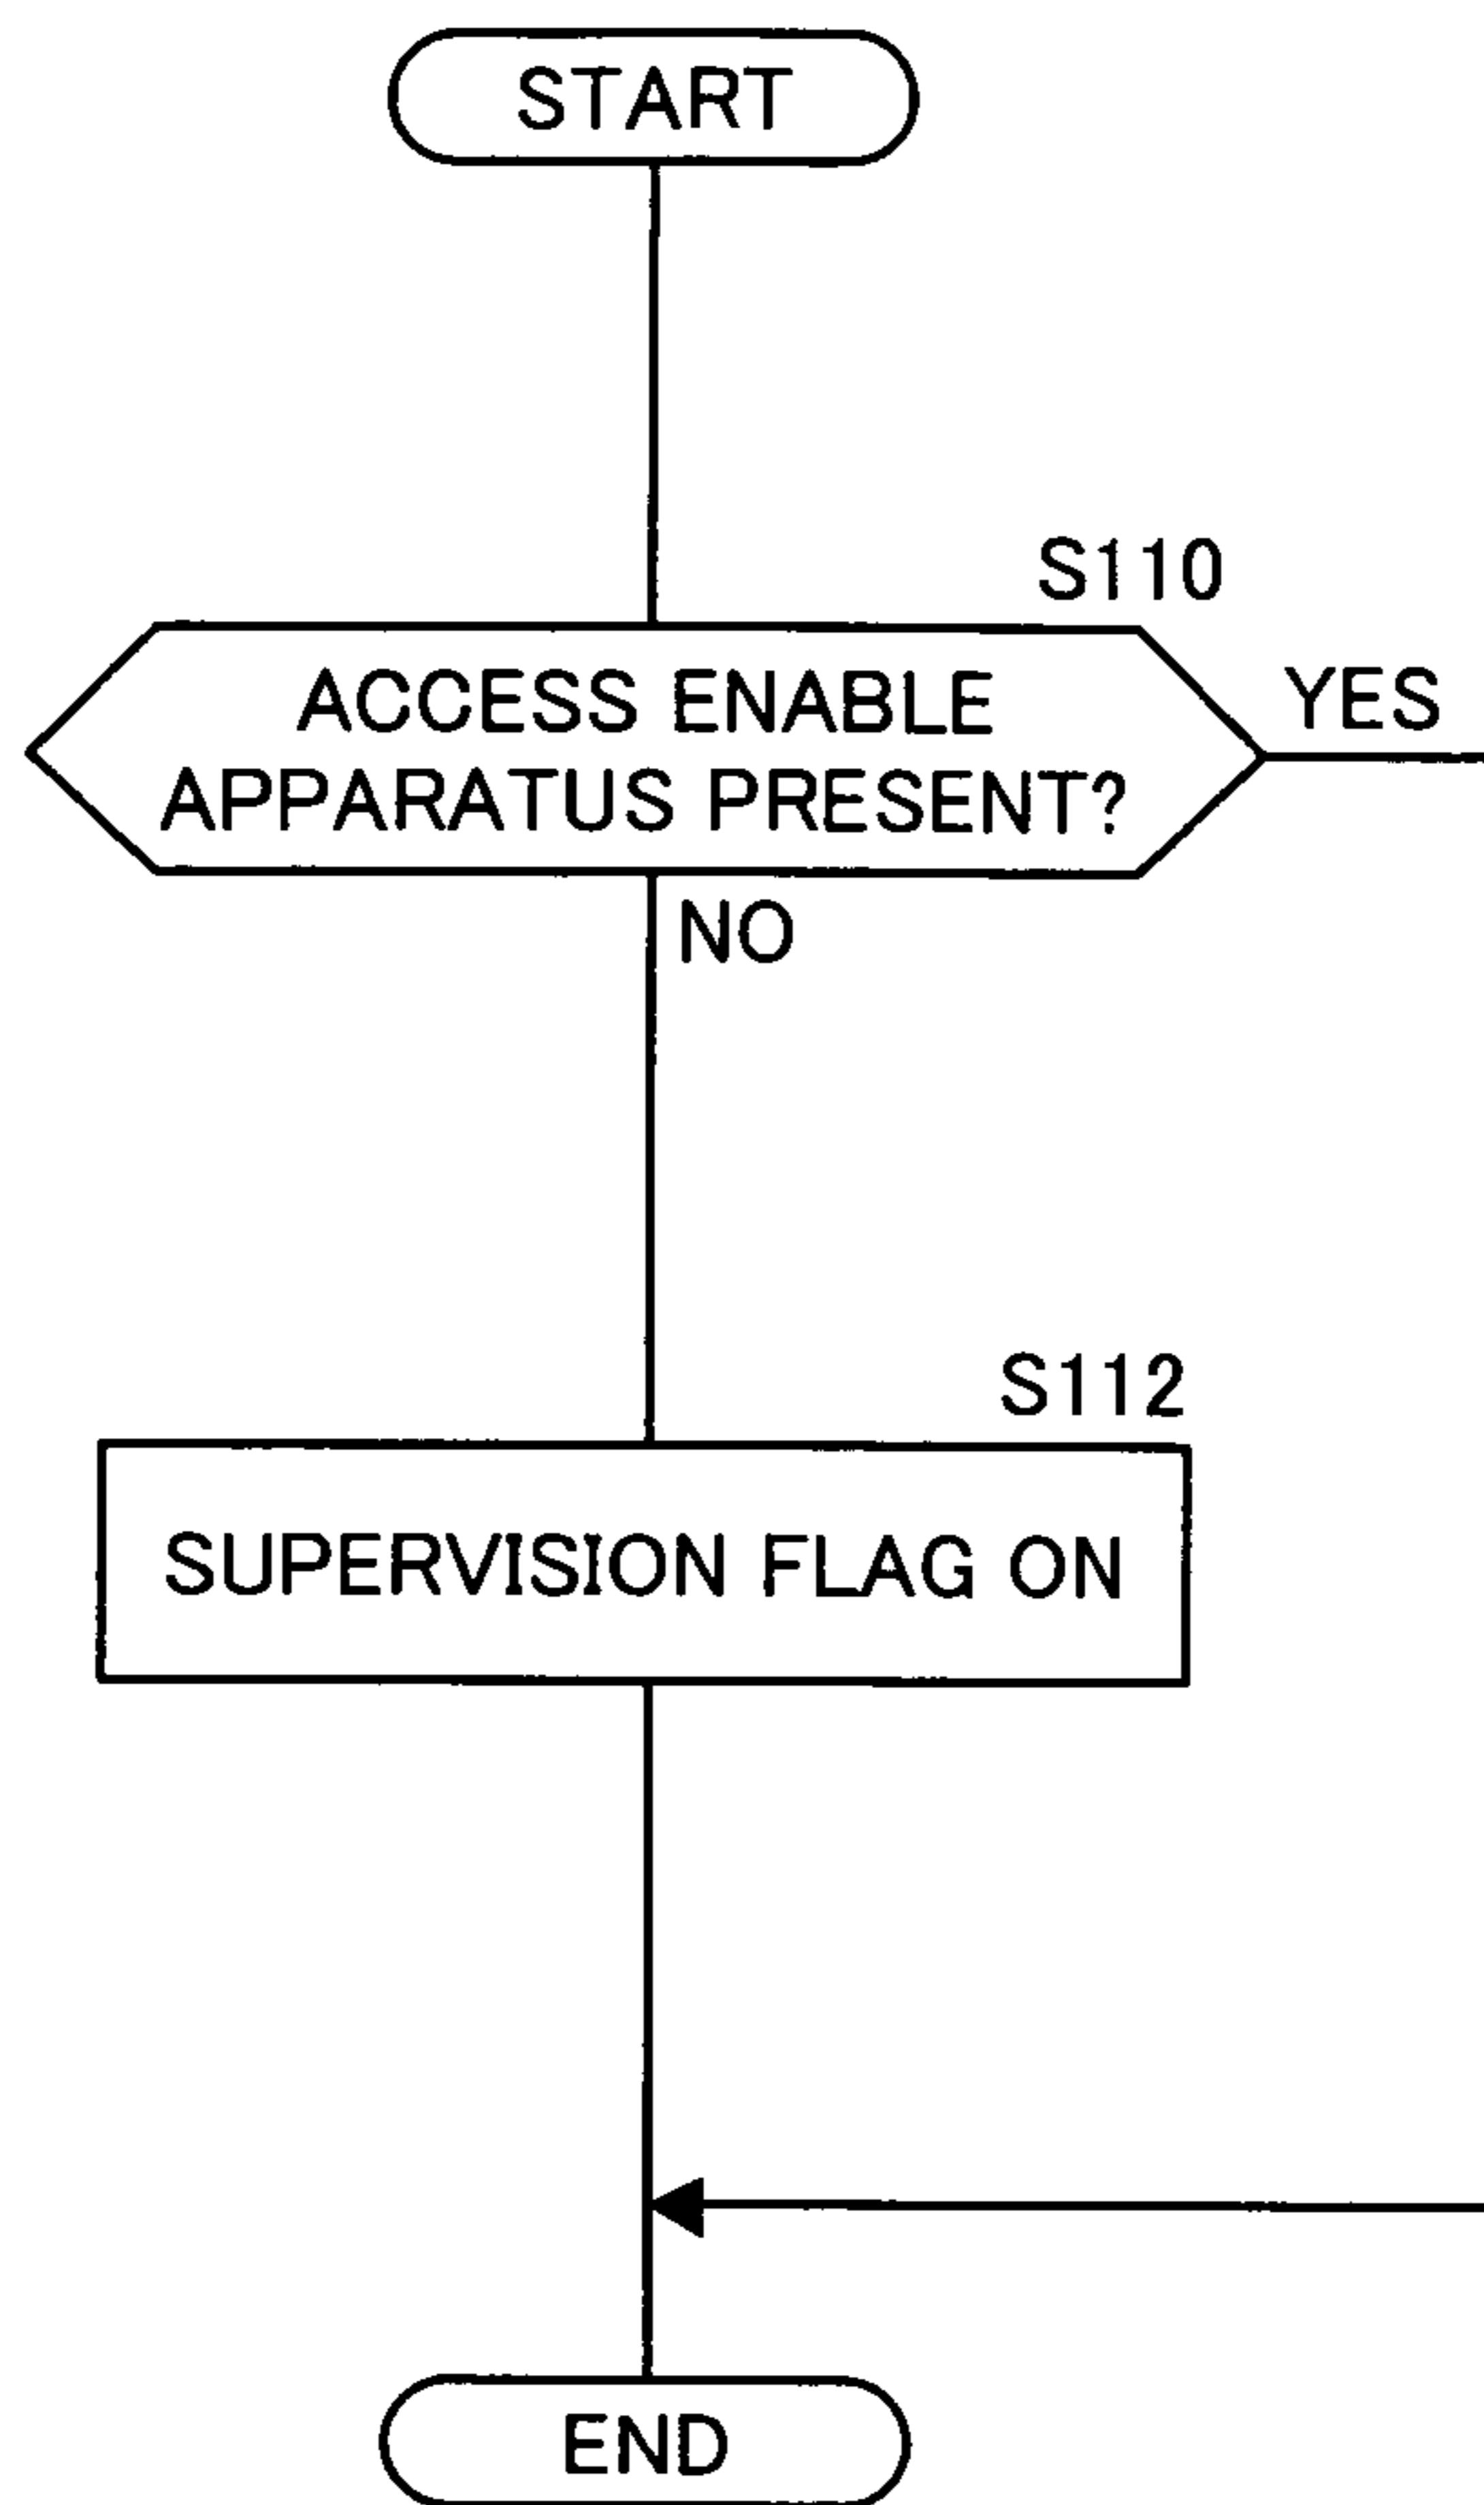 START
S110
ACCESS ENABLE
APPARATUS PRESENT?
YES
NO
S112
SUPERVISION FLAG ON
END